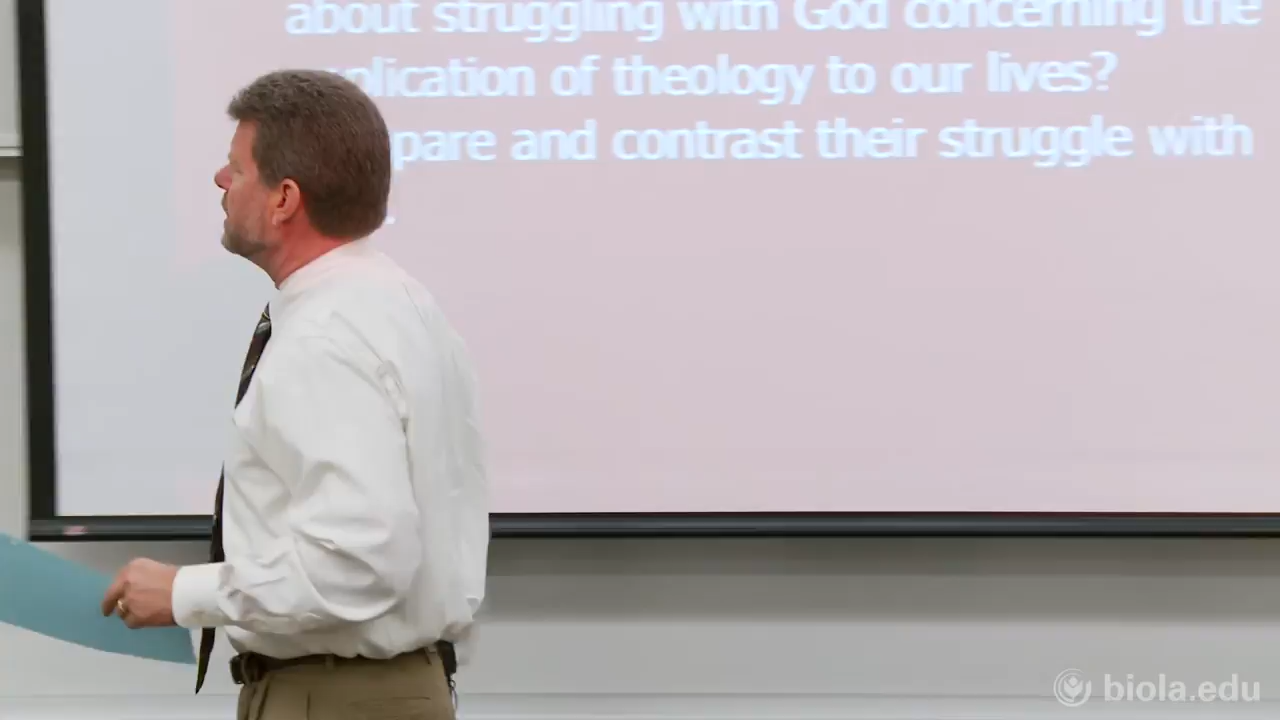 about struggling with God concerning the
plication of theology to our lives?
pare and contrast their struggle with
biola.edu